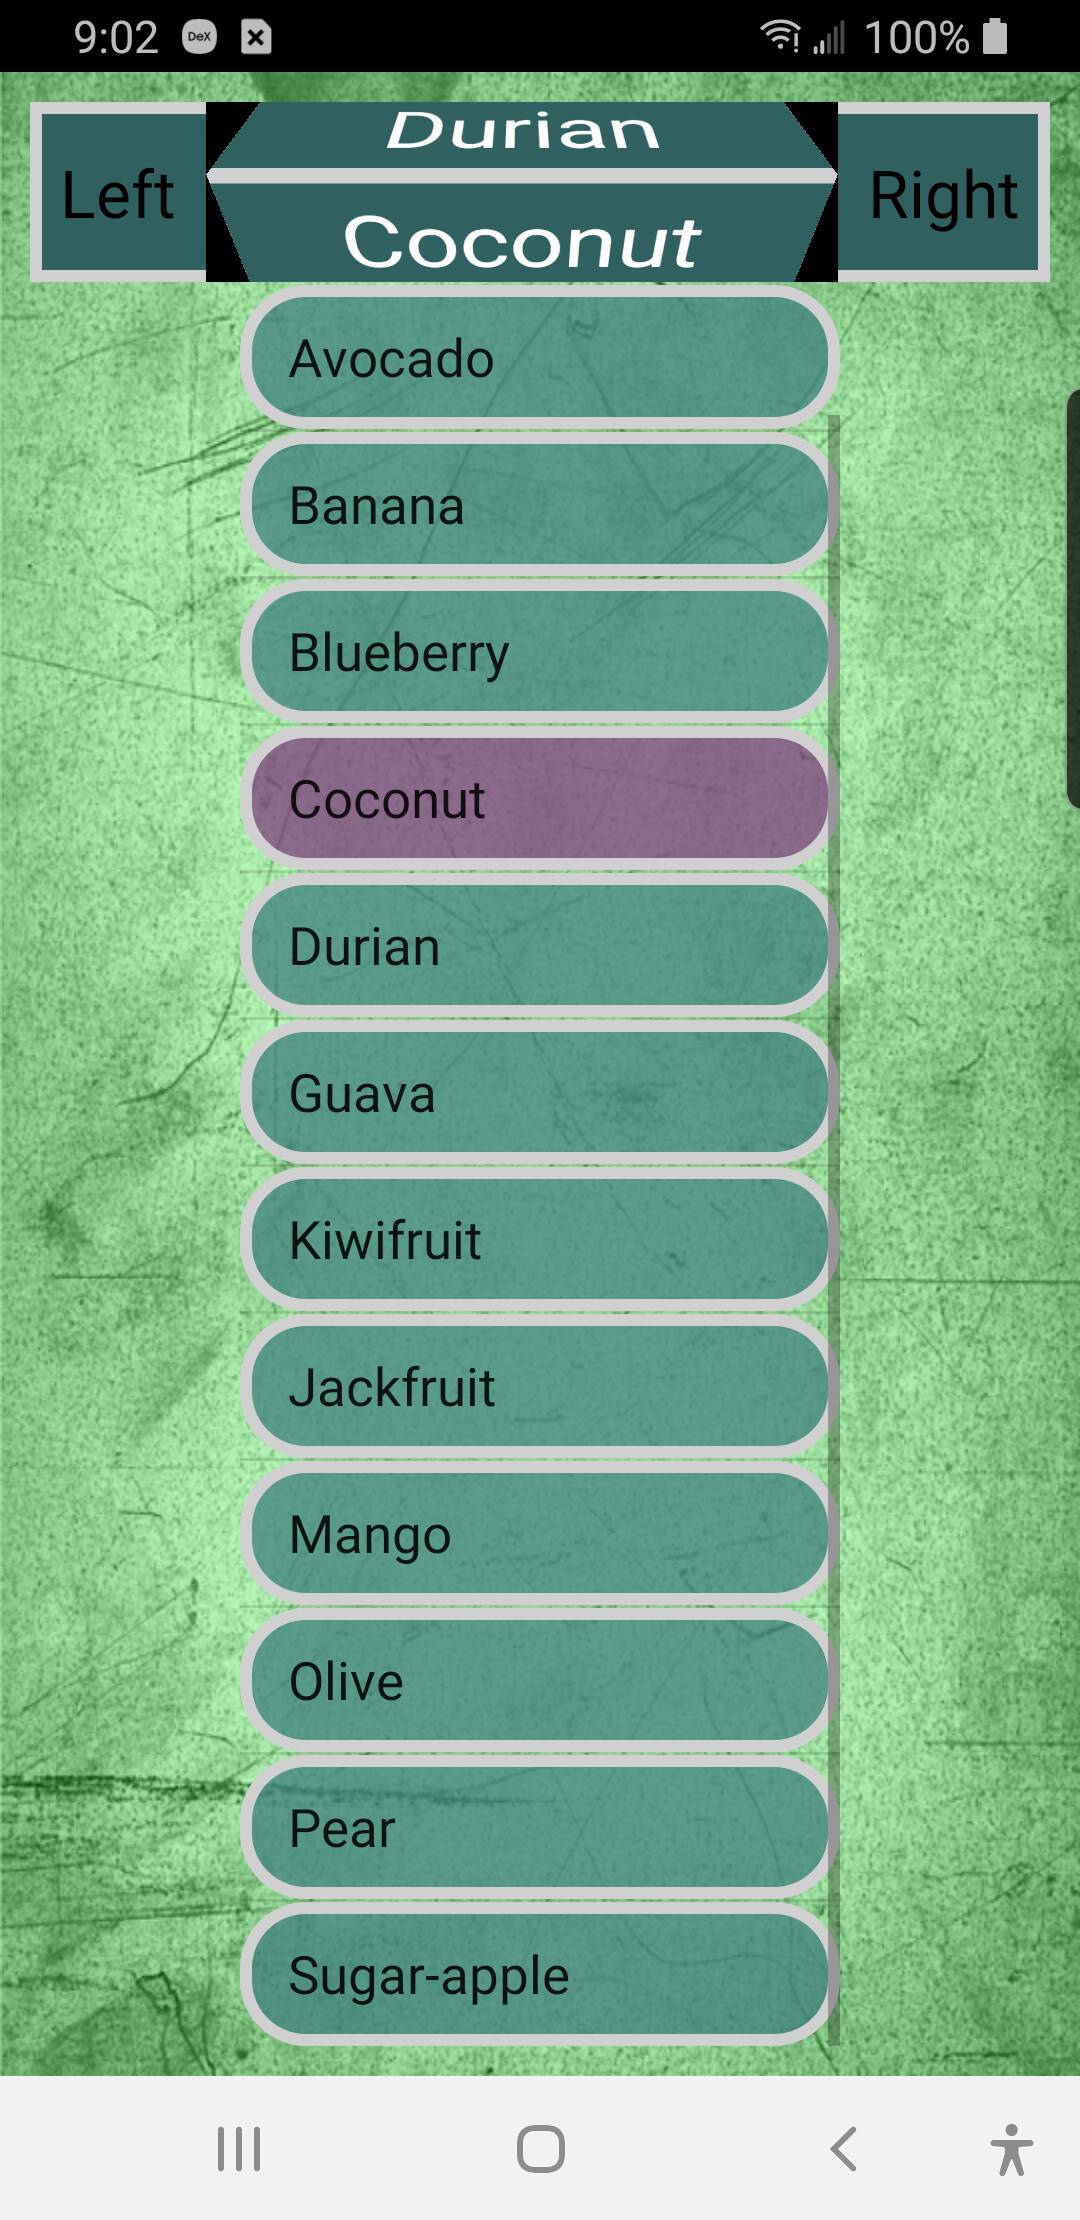 9:02 DeX 100%
Durian
Left Coconut Right
Avocado
Banana
Blueberry
Coconut
Durian
Guava
Kiwifruit
Jackfruit
Mango
Olive
Pear
Sugar-apple